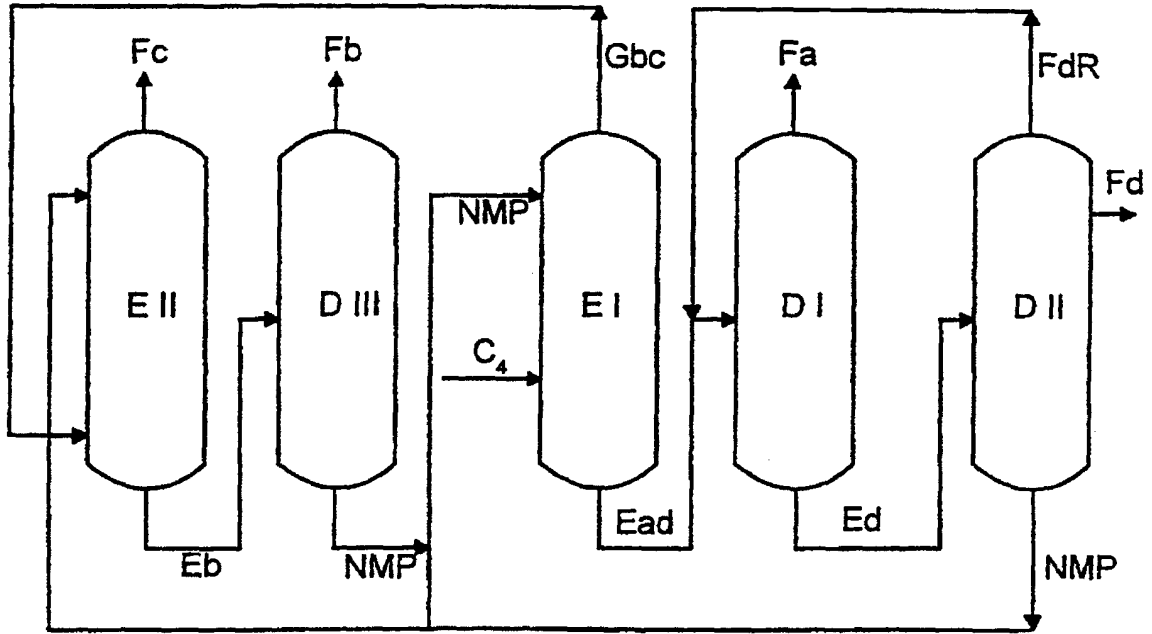 Fc
Fb
Gbc
Fa
FdR
Fd
NMP
E II
D III
E I
D I
D II
C₄
Eb
NMP
Ead
Ed
NMP